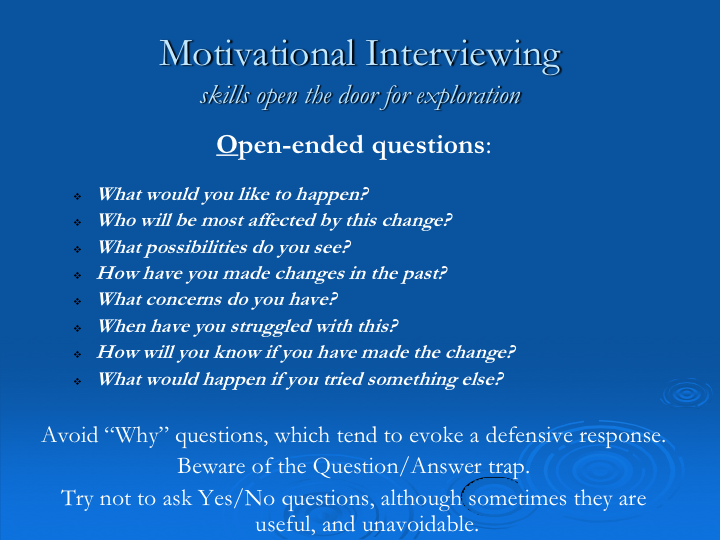 Motivational Interviewing
skills open the door for exploration
Open-ended questions:
What would you like to happen?
Who will be most affected by this change?
What possibilities do you see?
How have you made changes in the past?
What concerns do you have?
When have you struggled with this?
How will you know if you have made the change?
What would happen if you tried something else?
Avoid “Why” questions, which tend to evoke a defensive response.
Beware of the Question/Answer trap.
Try not to ask Yes/No questions, although sometimes they are
useful, and unavoidable.